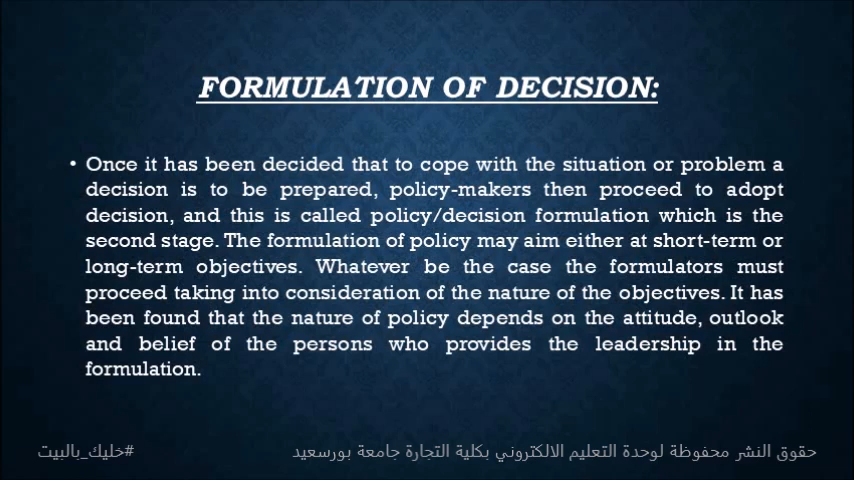 FORMULATION OF DECISION:
• Once it has been decided that to cope with the situation or problem a
decision is to be prepared, policy-makers then proceed to adopt
decision, and this is called policy/decision formulation which is the
second stage. The formulation of policy may aim either at short-term or
long-term objectives. Whatever be the case the formulators must
proceed taking into consideration of the nature of the objectives. It has
been found that the nature of policy depends on the attitude, outlook
and belief of the persons who provides the leadership in the
formulation.
حقوق النشر محفوظة لوحدة التعليم الالكتروني بكلية التجارة جامعة بورسعيد
#خليك_بالبيت